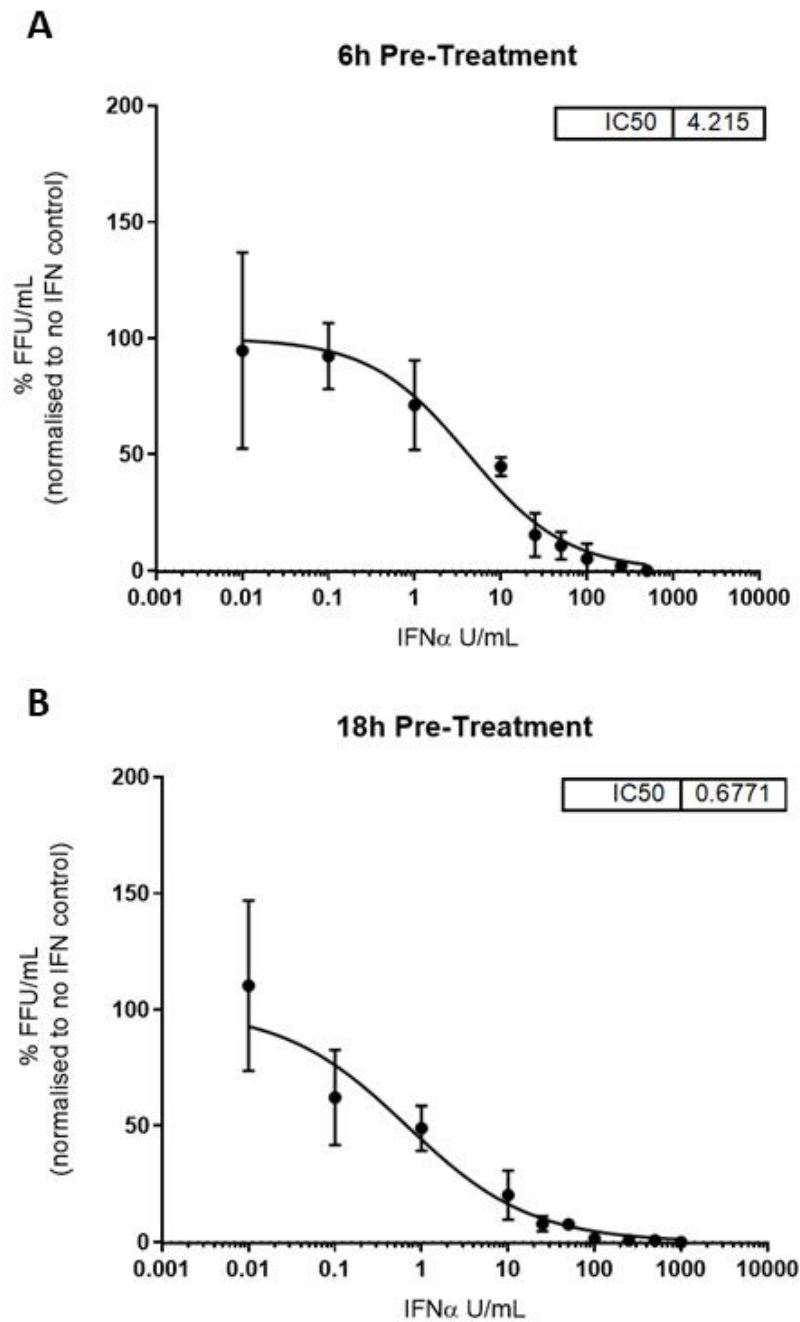 A
6h Pre-Treatment
IC50 4.215
200
150
100
50
0
% FFU/mL
(normalised to no IFN control)
0.001 0.01 0.1 1 10 100 1000 10000
IFNα U/mL
B
18h Pre-Treatment
IC50 0.6771
200
150
100
50
0
% FFU/mL
(normalised to no IFN control)
0.001 0.01 0.1 1 10 100 1000 10000
IFNα U/mL